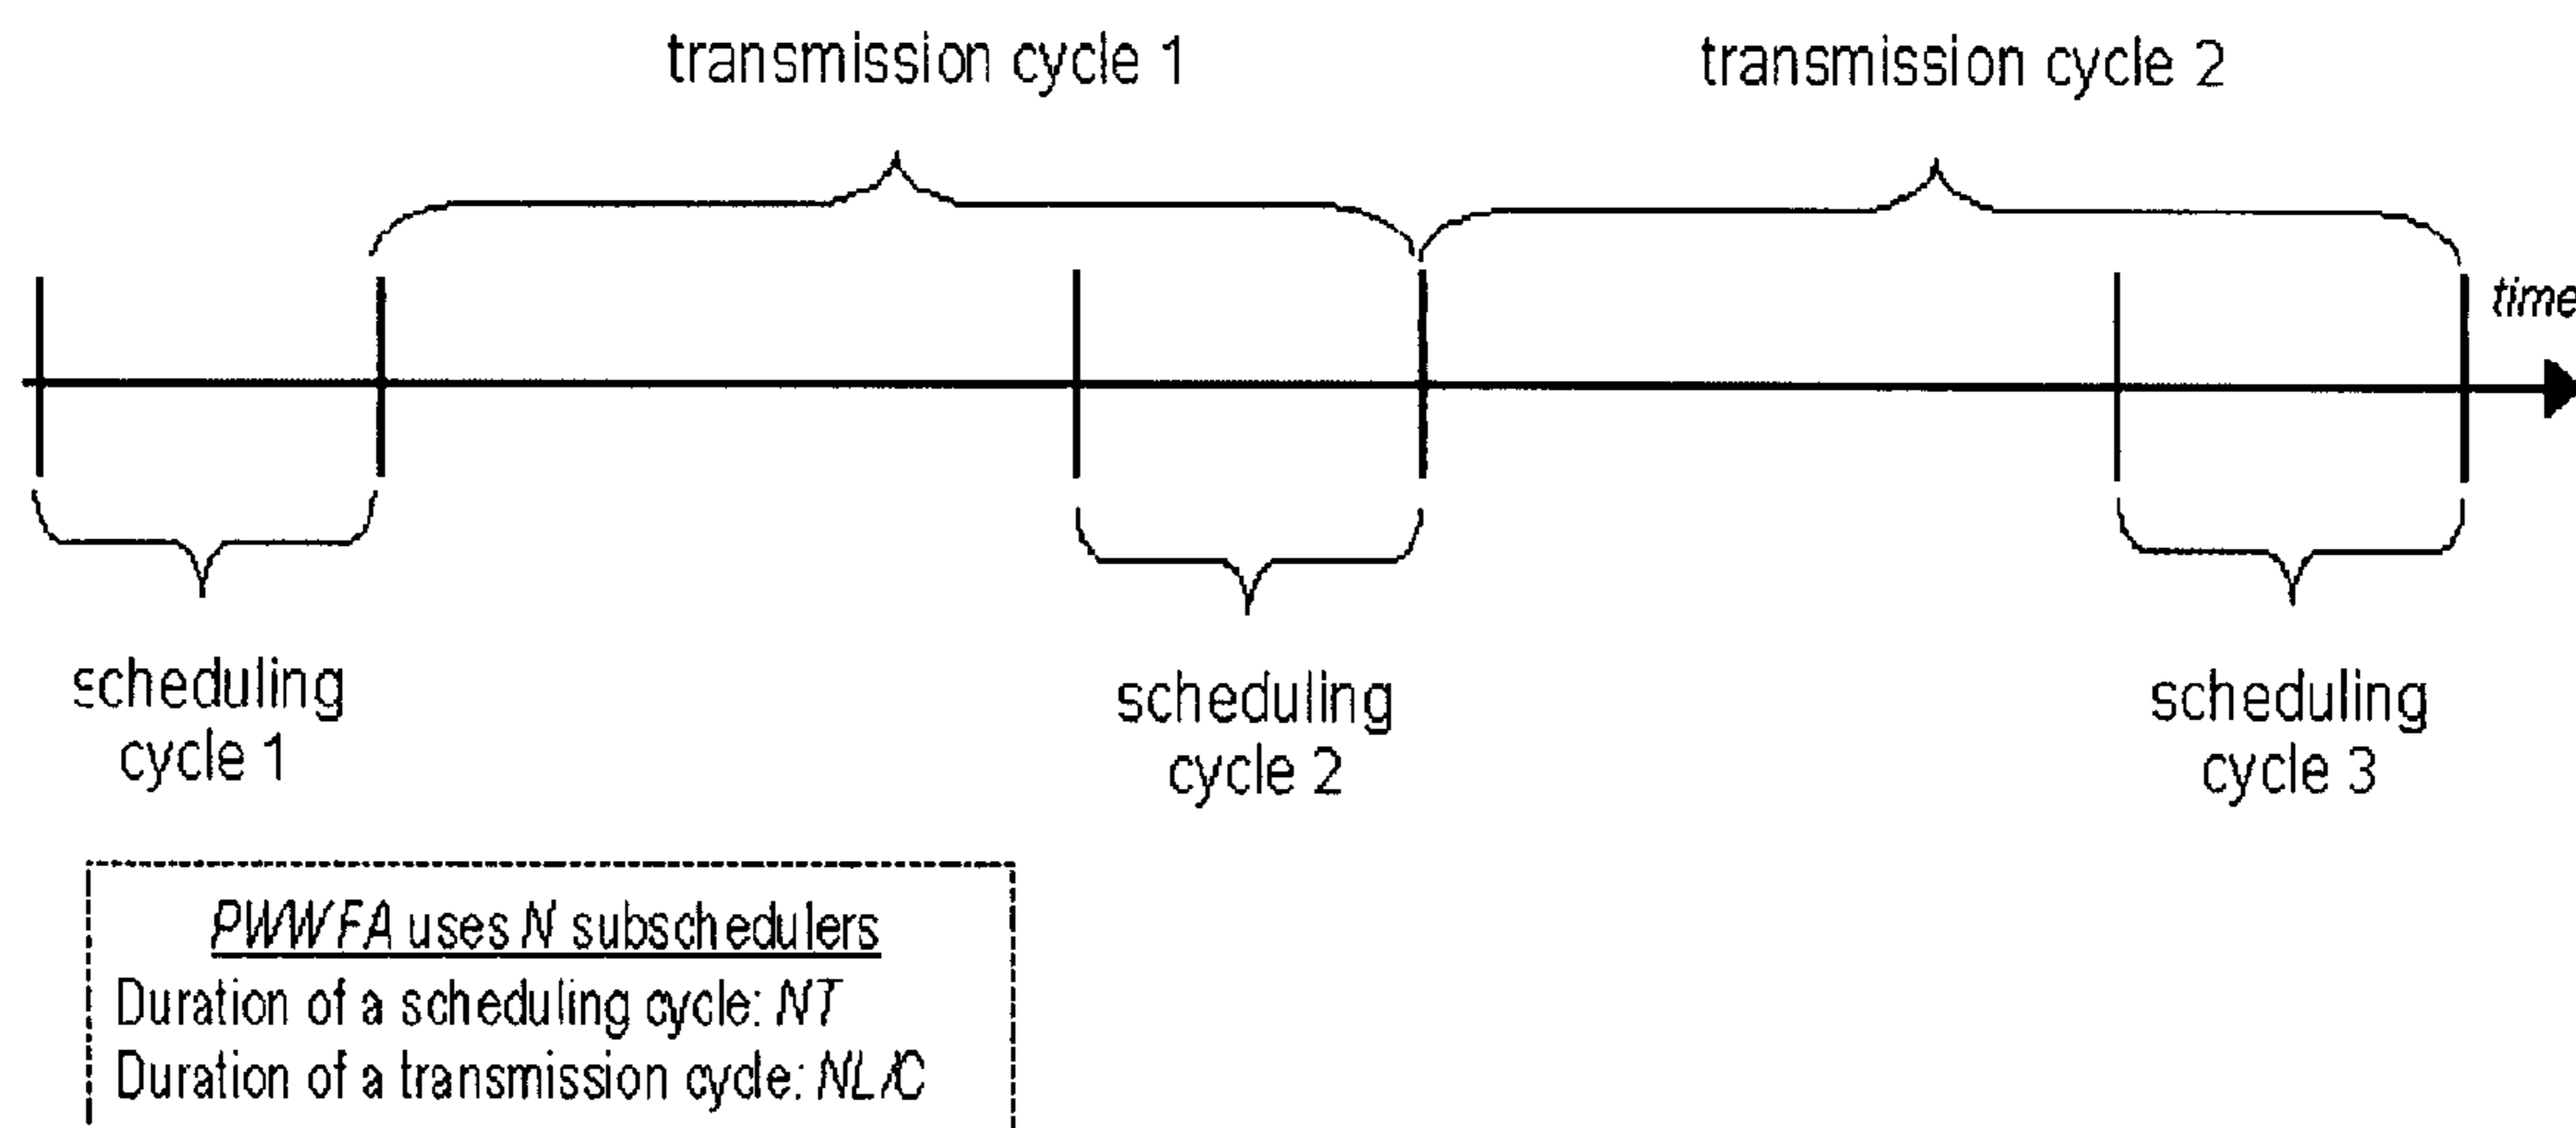 transmission cycle 1
transmission cycle 2
time
scheduling
cycle 1
scheduling
cycle 2
scheduling
cycle 3
PWWFA uses N subschedulers
Duration of a scheduling cycle: NT
Duration of a transmission cycle: NL/C